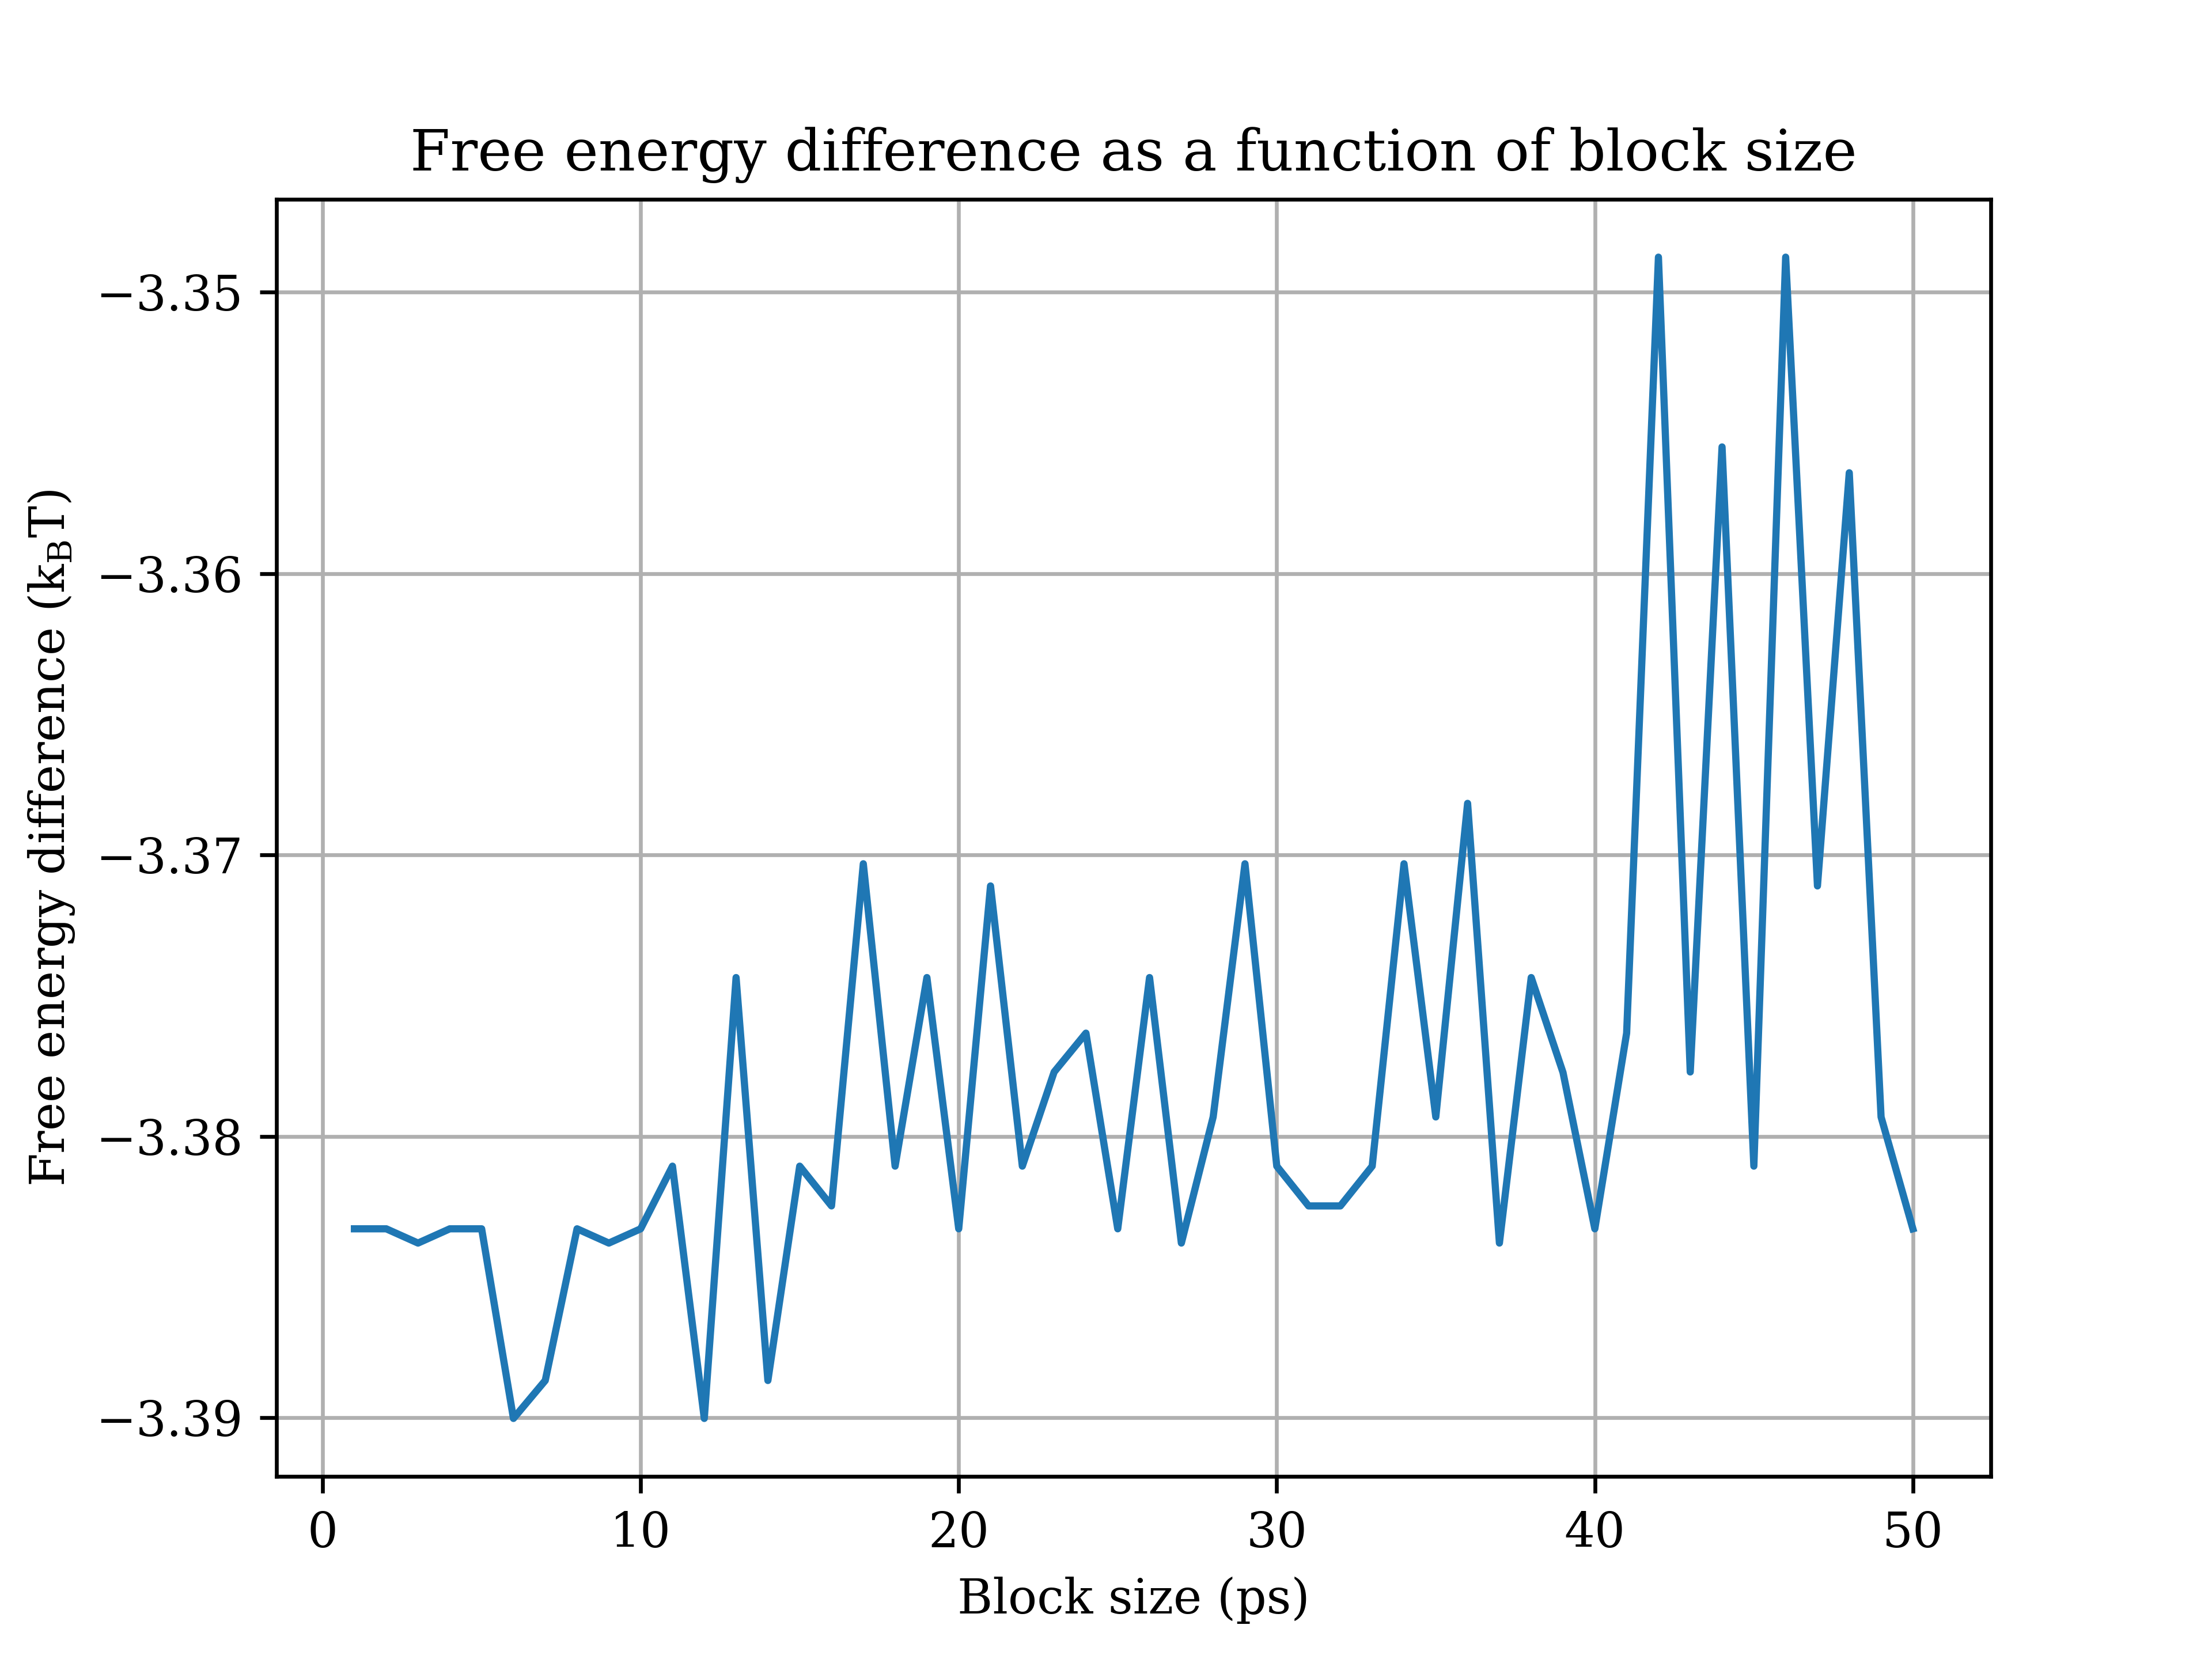 Free energy difference as a function of block size
Free energy difference (k_BT)
−3.35
−3.36
−3.37
−3.38
−3.39
0 10 20 30 40 50
Block size (ps)